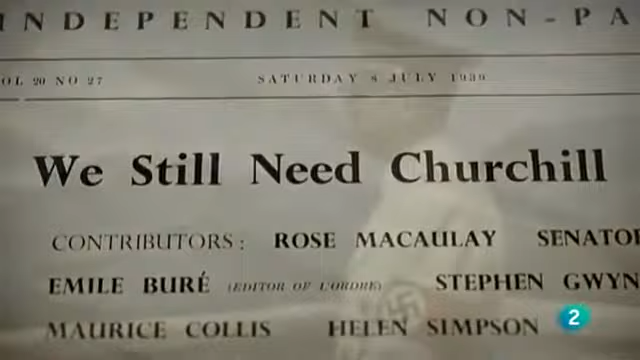 INDEPENDENT NON-PA
OL 20 NO 27
SATURDAY 8 JULY 1939
We Still Need Churchill
CONTRIBUTORS: ROSE MACAULAY SENATO
EMILE BURÉ (EDITOR OF L'ORDRE) STEPHEN GWYN
MAURICE COLLIS HELEN SIMPSON
2